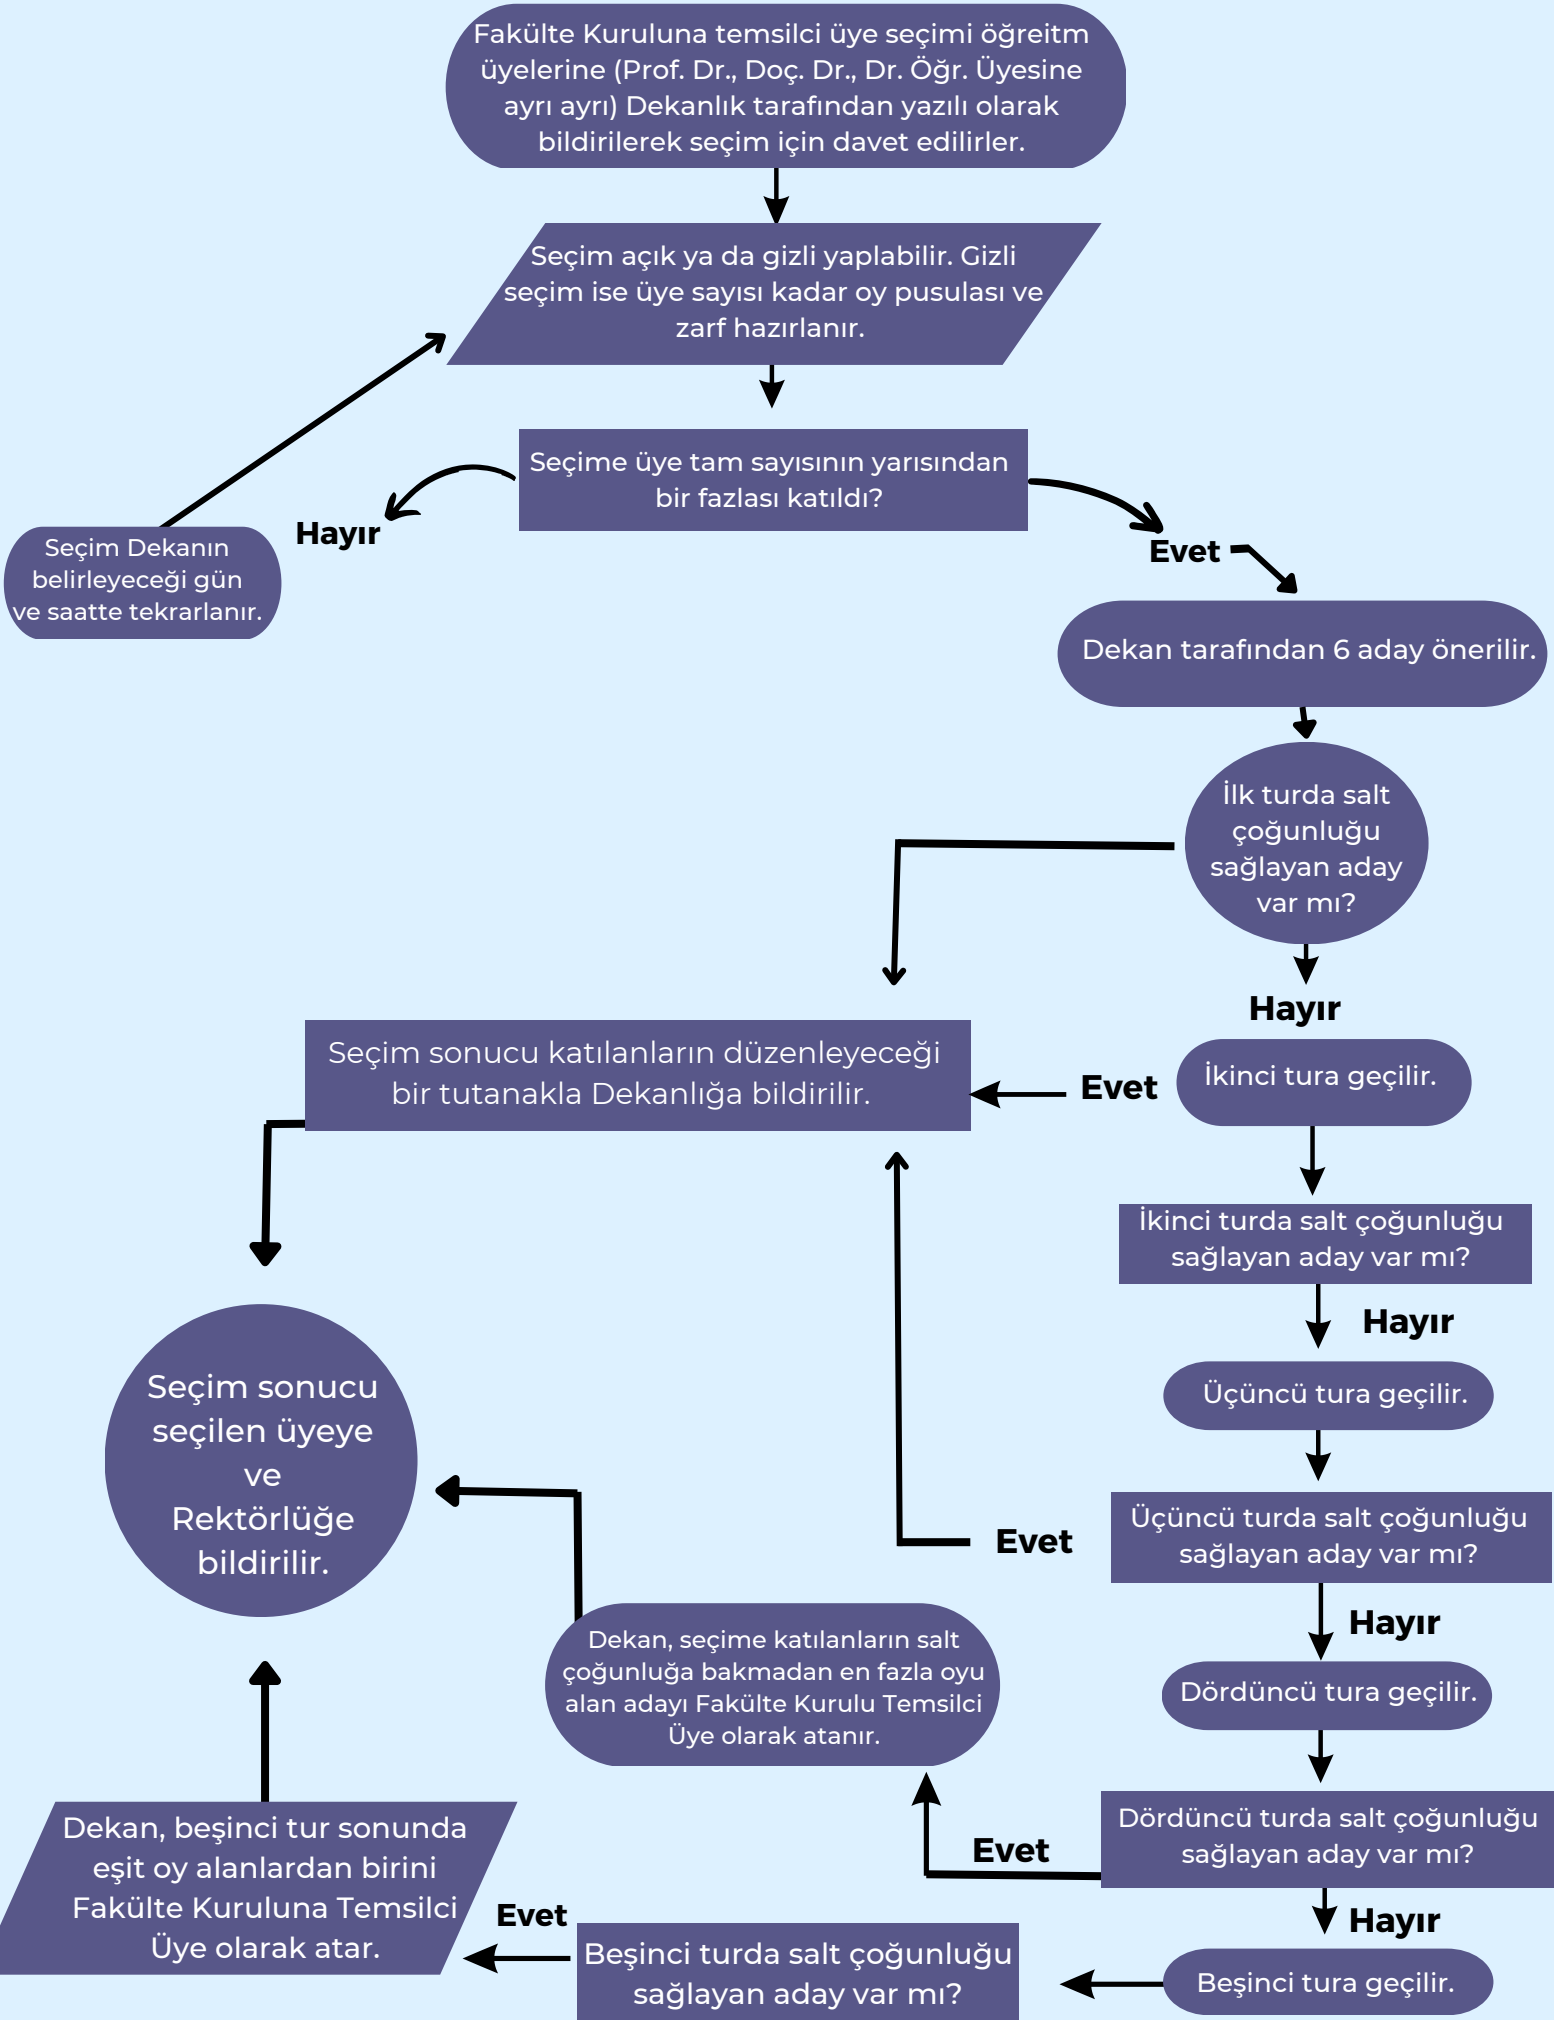 Fakülte Kuruluna temsilci üye seçimi öğreitm
üyelerine (Prof. Dr., Doç. Dr., Dr. Öğr. Üyesine
ayrı ayrı) Dekanlık tarafından yazılı olarak
bildirilerek seçim için davet edilirler.
Seçim açık ya da gizli yaplabilir. Gizli
seçim ise üye sayısı kadar oy pusulası ve
zarf hazırlanır.
Seçime üye tam sayısının yarısından
bir fazlası katıldı?
Hayır
Evet
Seçim Dekanın
belirleyeceği gün
ve saatte tekrarlanır.
Dekan tarafından 6 aday önerilir.
İlk turda salt
çoğunluğu
sağlayan aday
var mı?
Hayır
Seçim sonucu katılanların düzenleyeceği
bir tutanakla Dekanlığa bildirilir.
Evet
İkinci tura geçilir.
İkinci turda salt çoğunluğu
sağlayan aday var mı?
Hayır
Üçüncü tura geçilir.
Seçim sonucu
seçilen üyeye
ve
Rektörlüğe
bildirilir.
Evet
Üçüncü turda salt çoğunluğu
sağlayan aday var mı?
Hayır
Dekan, seçime katılanların salt
çoğunluğa bakmadan en fazla oyu
alan adayı Fakülte Kurulu Temsilci
Üye olarak atanır.
Dördüncü tura geçilir.
Dördüncü turda salt çoğunluğu
sağlayan aday var mı?
Evet
Hayır
Dekan, beşinci tur sonunda
eşit oy alanlardan birini
Fakülte Kuruluna Temsilci
Üye olarak atar.
Evet
Beşinci turda salt çoğunluğu
sağlayan aday var mı?
Beşinci tura geçilir.